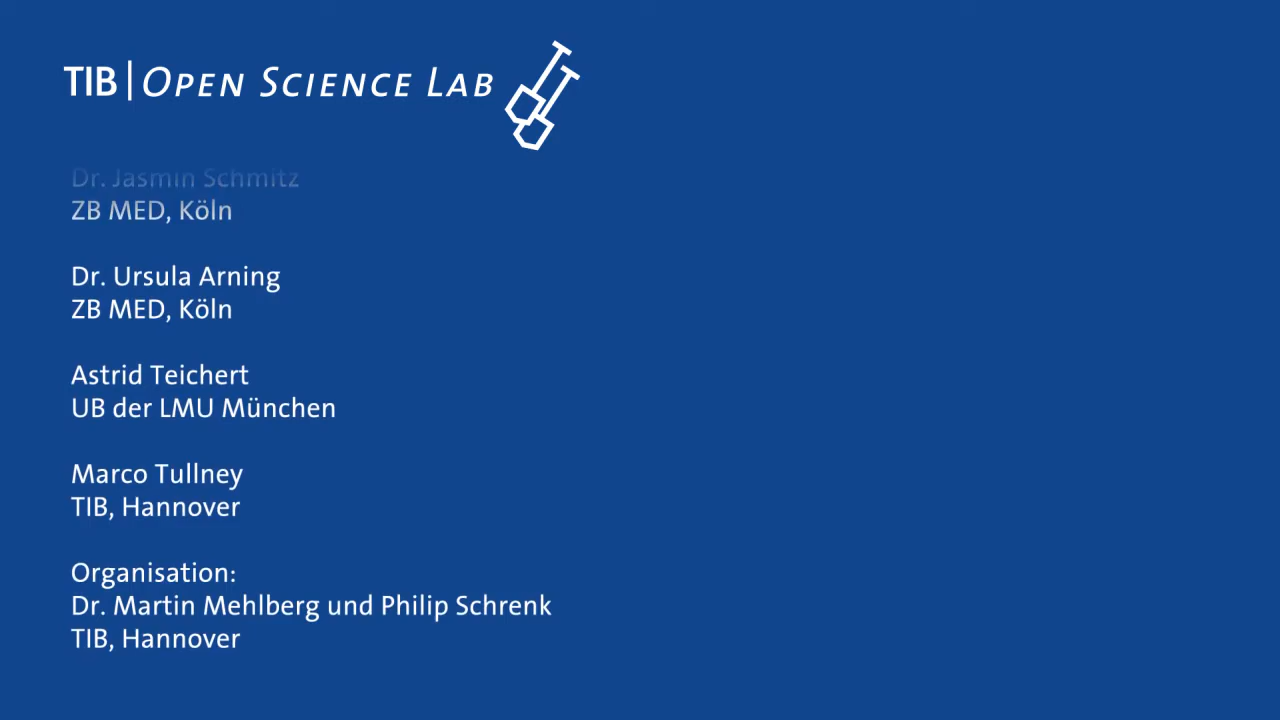 TIB | OPEN SCIENCE LAB
Dr. Jasmin Schmitz
ZB MED, Köln
Dr. Ursula Arning
ZB MED, Köln
Astrid Teichert
UB der LMU München
Marco Tullney
TIB, Hannover
Organisation:
Dr. Martin Mehlberg und Philip Schrenk
TIB, Hannover